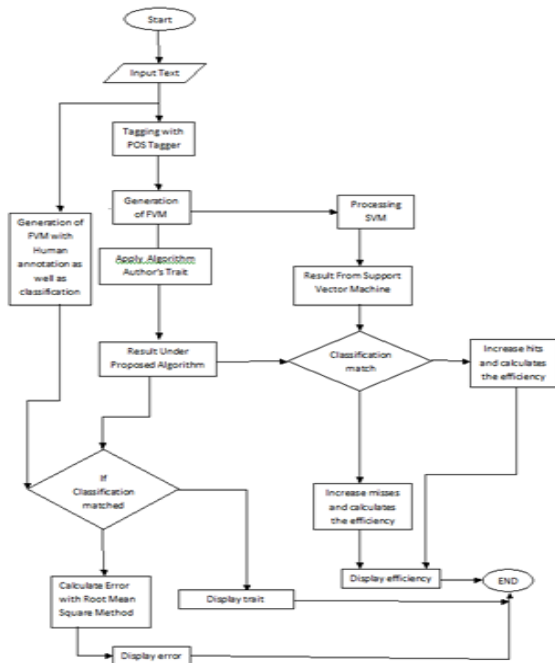 Start
Input Text
Tagging with
POS Tagger
Generation
of FVM
Processing
SVM
Generation of
FVM with
Human
annotation as
well as
classification
Apply Algorithm
Author's Trait
Result From Support
Vector Machine
Result Under
Proposed Algorithm
Classification
match
Increase hits
and calculates
the efficiency
If
Classification
matched
Increase misses
and calculates
the efficiency
Calculate Error
with Root Mean
Square Method
Display trait
Display efficiency
END
Display error